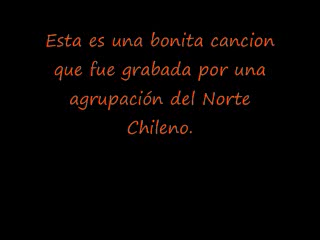 Esta es una bonita cancion
que fue grabada por una
agrupación del Norte
Chileno.